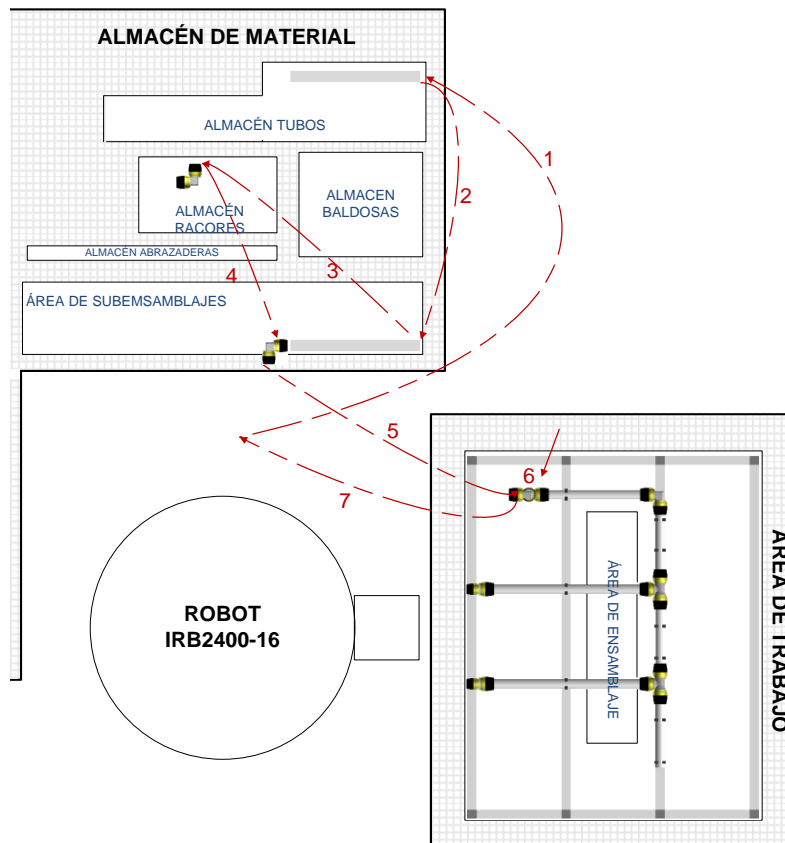 ALMACÉN DE MATERIAL
ALMACÉN TUBOS
1
2
ALMACÉN
RACORES
ALMACEN
BALDOSAS
ALMACÉN ABRAZADERAS
4
3
ÁREA DE SUBEMSAMBLAJES
5
6
7
ROBOT
IRB2400-16
ÁREA DE ENSAMBLAJE
ÁREA DE TRABAJO